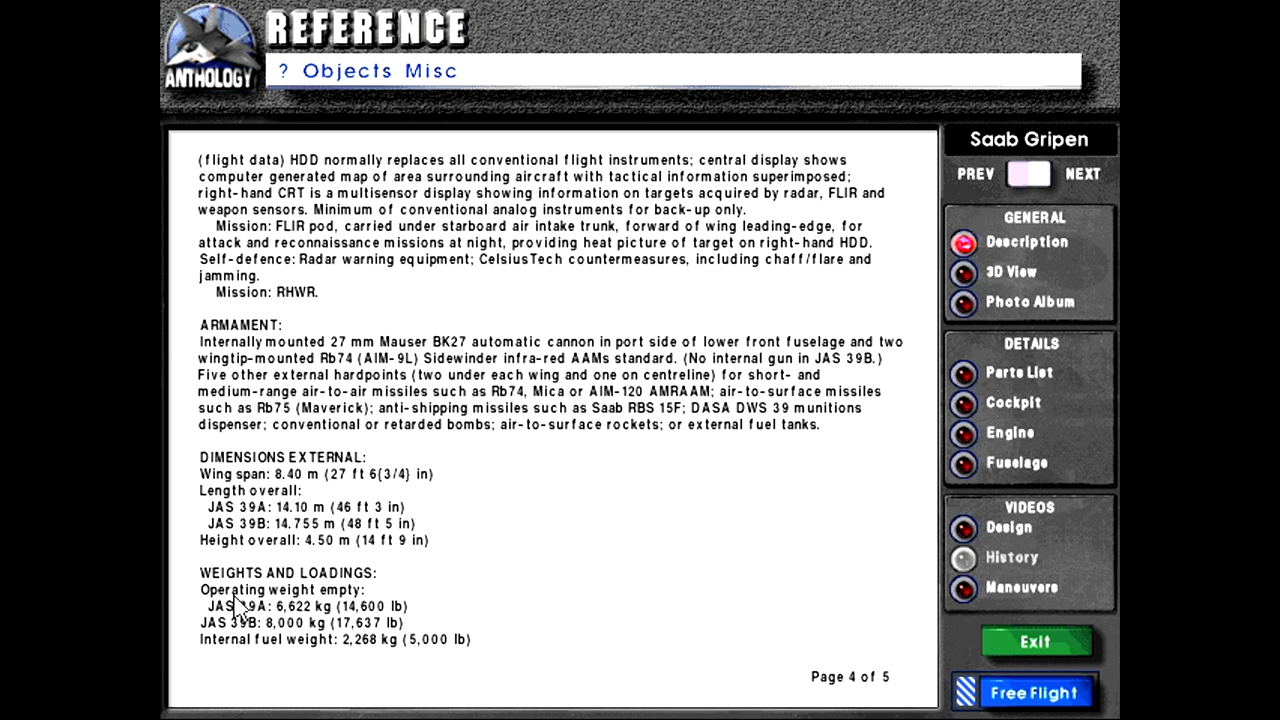 REFERENCE
ANTHOLOGY
? Objects Misc
(flight data) HDD normally replaces all conventional flight instruments; central display shows
computer generated map of area surrounding aircraft with tactical information superimposed;
right-hand CRT is a multisensor display showing information on targets acquired by radar, FLIR and
weapon sensors. Minimum of conventional analog instruments for back-up only.
Mission: FLIR pod, carried under starboard air intake trunk, forward of wing leading-edge, for
attack and reconnaissance missions at night, providing heat picture of target on right-hand HDD.
Self-defence: Radar warning equipment; CelsiusTech countermeasures, including chaff/flare and
jamming.
Mission: RHWR.
ARMAMENT:
Internally mounted 27 mm Mauser BK27 automatic cannon in port side of lower front fuselage and two
wingtip-mounted Rb74 (AIM-9L) Sidewinder infra-red AAMs standard. (No internal gun in JAS 39B.)
Five other external hardpoints (two under each wing and one on centreline) for short- and
medium-range air-to-air missiles such as Rb74, Mica or AIM-120 AMRAAM; air-to-surface missiles
such as Rb75 (Maverick); anti-shipping missiles such as Saab RBS 15F; DASA DWS 39 munitions
dispenser; conventional or retarded bombs; air-to-surface rockets; or external fuel tanks.
DIMENSIONS EXTERNAL:
Wing span: 8.40 m (27 ft 6{3/4} in)
Length overall:
JAS 39A: 14.10 m (46 ft 3 in)
JAS 39B: 14.755 m (48 ft 5 in)
Height overall: 4.50 m (14 ft 9 in)
WEIGHTS AND LOADINGS:
Operating weight empty:
JAS 39A: 6,622 kg (14,600 lb)
JAS 39B: 8,000 kg (17,637 lb)
Internal fuel weight: 2,268 kg (5,000 lb)
Page 4 of 5
Saab Gripen
PREV NEXT
GENERAL
Description
3D View
Photo Album
DETAILS
Parts List
Cockpit
Engine
Fuselage
VIDEOS
Design
History
Maneuvers
Exit
Free Flight